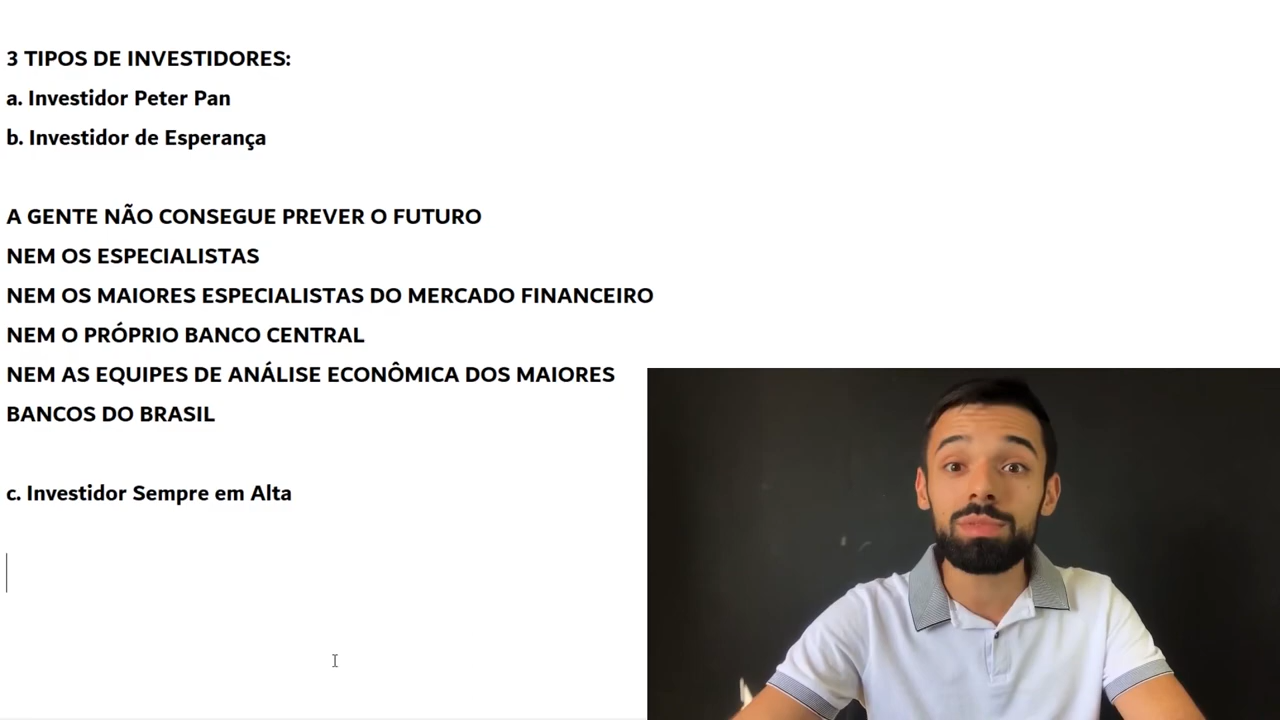 3 TIPOS DE INVESTIDORES:
a. Investidor Peter Pan
b. Investidor de Esperança
A GENTE NÃO CONSEGUE PREVER O FUTURO
NEM OS ESPECIALISTAS
NEM OS MAIORES ESPECIALISTAS DO MERCADO FINANCEIRO
NEM O PRÓPRIO BANCO CENTRAL
NEM AS EQUIPES DE ANÁLISE ECONÔMICA DOS MAIORES
BANCOS DO BRASIL
c. Investidor Sempre em Alta